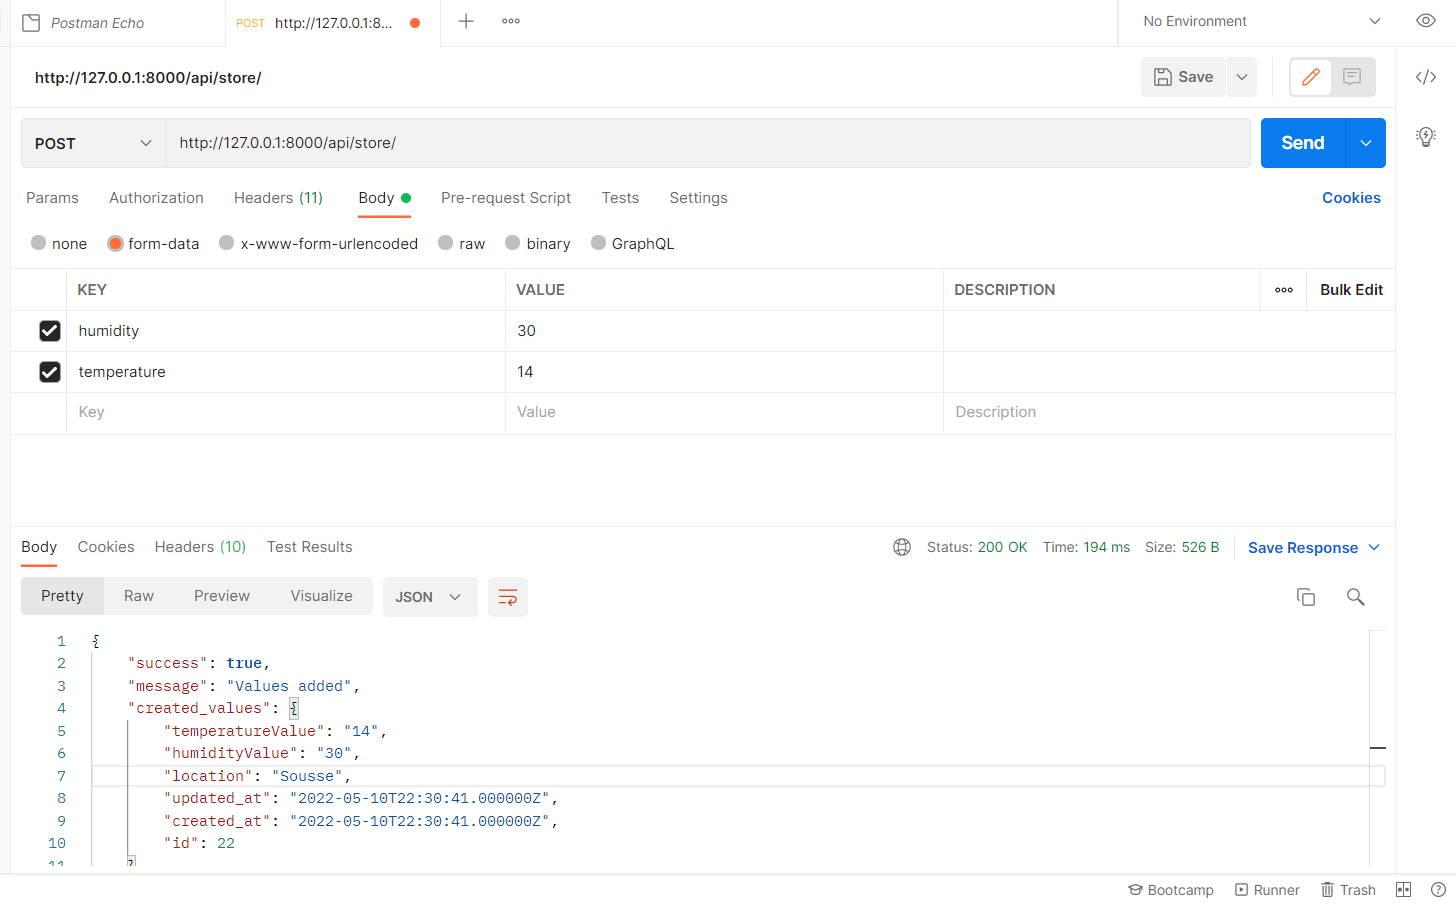 Postman Echo POST http://127.0.0.1:8... No Environment
http://127.0.0.1:8000/api/store/ Save
POST http://127.0.0.1:8000/api/store/ Send
Params Authorization Headers (11) Body Pre-request Script Tests Settings Cookies
none form-data x-www-form-urlencoded raw binary GraphQL
KEY VALUE DESCRIPTION Bulk Edit
humidity 30
temperature 14
Key Value Description
Body Cookies Headers (10) Test Results Status: 200 OK Time: 194 ms Size: 526 B Save Response
Pretty Raw Preview Visualize JSON
1 {
2 "success": true,
3 "message": "Values added",
4 "created_values": {
5 "temperatureValue": "14",
6 "humidityValue": "30",
7 "location": "Sousse",
8 "updated_at": "2022-05-10T22:30:41.000000Z",
9 "created_at": "2022-05-10T22:30:41.000000Z",
10 "id": 22
11
Bootcamp Runner Trash